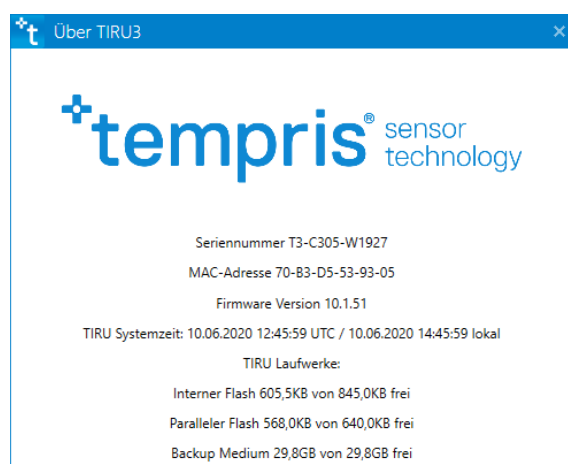 Über TIRU3
tempris® sensor
technology
Seriennummer T3-C305-W1927
MAC-Adresse 70-B3-D5-53-93-05
Firmware Version 10.1.51
TIRU Systemzeit: 10.06.2020 12:45:59 UTC / 10.06.2020 14:45:59 lokal
TIRU Laufwerke:
Interner Flash 605,5KB von 845,0KB frei
Paralleler Flash 568,0KB von 640,0KB frei
Backup Medium 29,8GB von 29,8GB frei